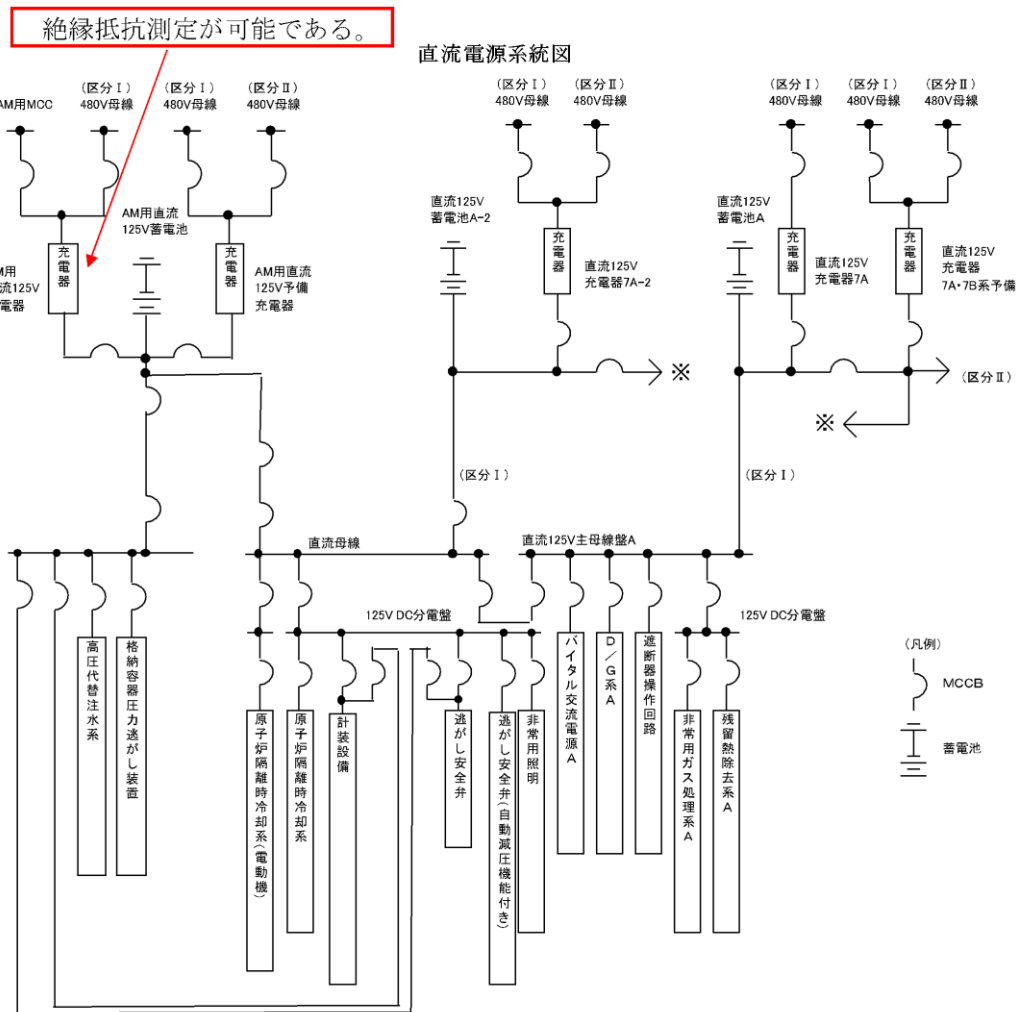 絶縁抵抗測定が可能である。
直流電源系統図
AM用MCC
(区分Ⅰ)
480V母線
(区分Ⅰ)
480V母線
(区分Ⅱ)
480V母線
(区分Ⅰ)
480V母線
(区分Ⅱ)
480V母線
(区分Ⅰ)
480V母線
(区分Ⅰ)
480V母線
(区分Ⅱ)
480V母線
充電器
AM用直流
125V蓄電池
充電器
AM用直流
125V予備
充電器
M用
流125V
電器
直流125V
蓄電池A-2
充電器
直流125V
充電器7A-2
直流125V
蓄電池A
充電器
直流125V
充電器7A
充電器
直流125V
充電器
7A・7B系予備
※
(区分Ⅱ)
※
(区分Ⅰ)
(区分Ⅰ)
直流母線
直流125V主母線盤A
125V DC分電盤
125V DC分電盤
高圧代替注水系
格納容器圧力逃がし装置
原子炉隔離時冷却系(電動機)
原子炉隔離時冷却系
計装設備
逃がし安全弁
逃がし安全弁(自動減圧機能付き)
非常用照明
バイタル交流電源A
D/G系A
遮断器操作回路
非常用ガス処理系A
残留熱除去系A
(凡例)
MCCB
蓄電池